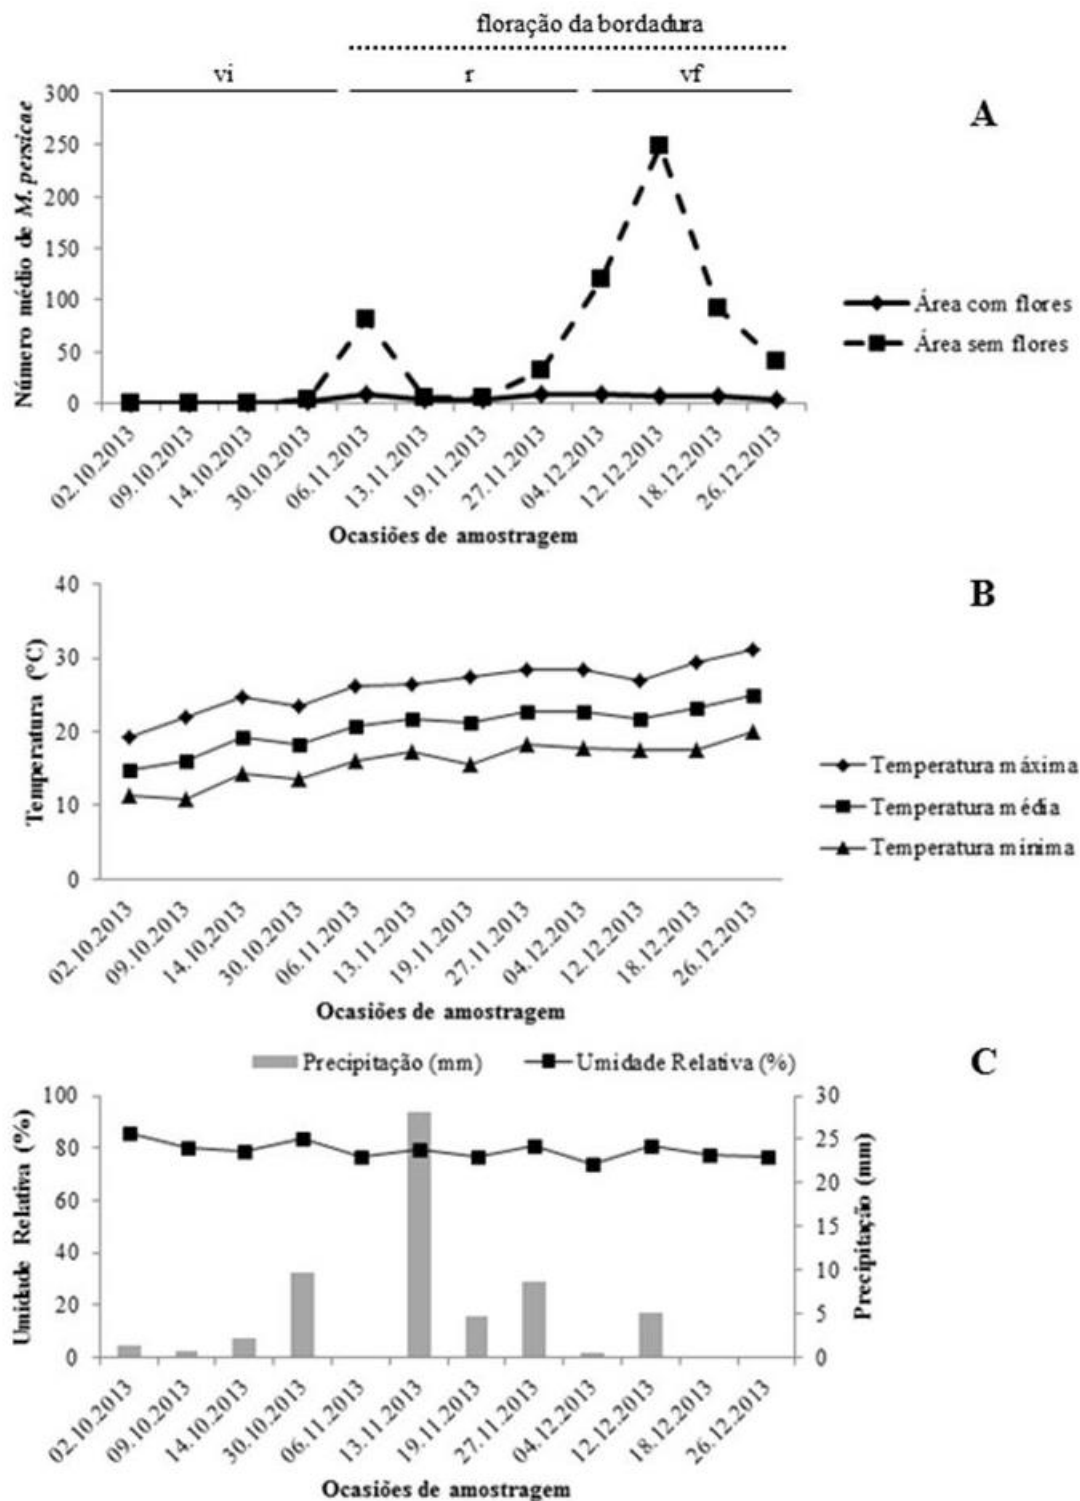 floração da bordadura
vi r vf
A
Número médio de M. persicae
300
250
200
150
100
50
0
Área com flores
Área sem flores
02.10.2013 09.10.2013 14.10.2013 30.10.2013 06.11.2013 13.11.2013 19.11.2013 27.11.2013 04.12.2013 12.12.2013 18.12.2013 26.12.2013
Ocasiões de amostragem
B
Temperatura (°C)
40
30
20
10
0
Temperatura máxima
Temperatura média
Temperatura mínima
02.10.2013 09.10.2013 14.10,2013 30.10.2013 06.11.2013 13.11.2013 19.11.2013 27.11.2013 04.12.2013 12.12.2013 18.12.2013 26.12.2013
Ocasiões de amostragem
Precipitação (mm) Umidade Relativa (%)
C
Umidade Relativa (%)
100
80
60
40
20
0
30
25
20
15
10
5
0
Precipitação (mm)
02.10.2013 09.10.2013 14.10.2013 30.10.2013 06.11.2013 13.11.2013 19.11.2013 27.11.2013 04.12.2013 12.12.2013 18.12.2013 26.12.2013
Ocasiões de amostragem